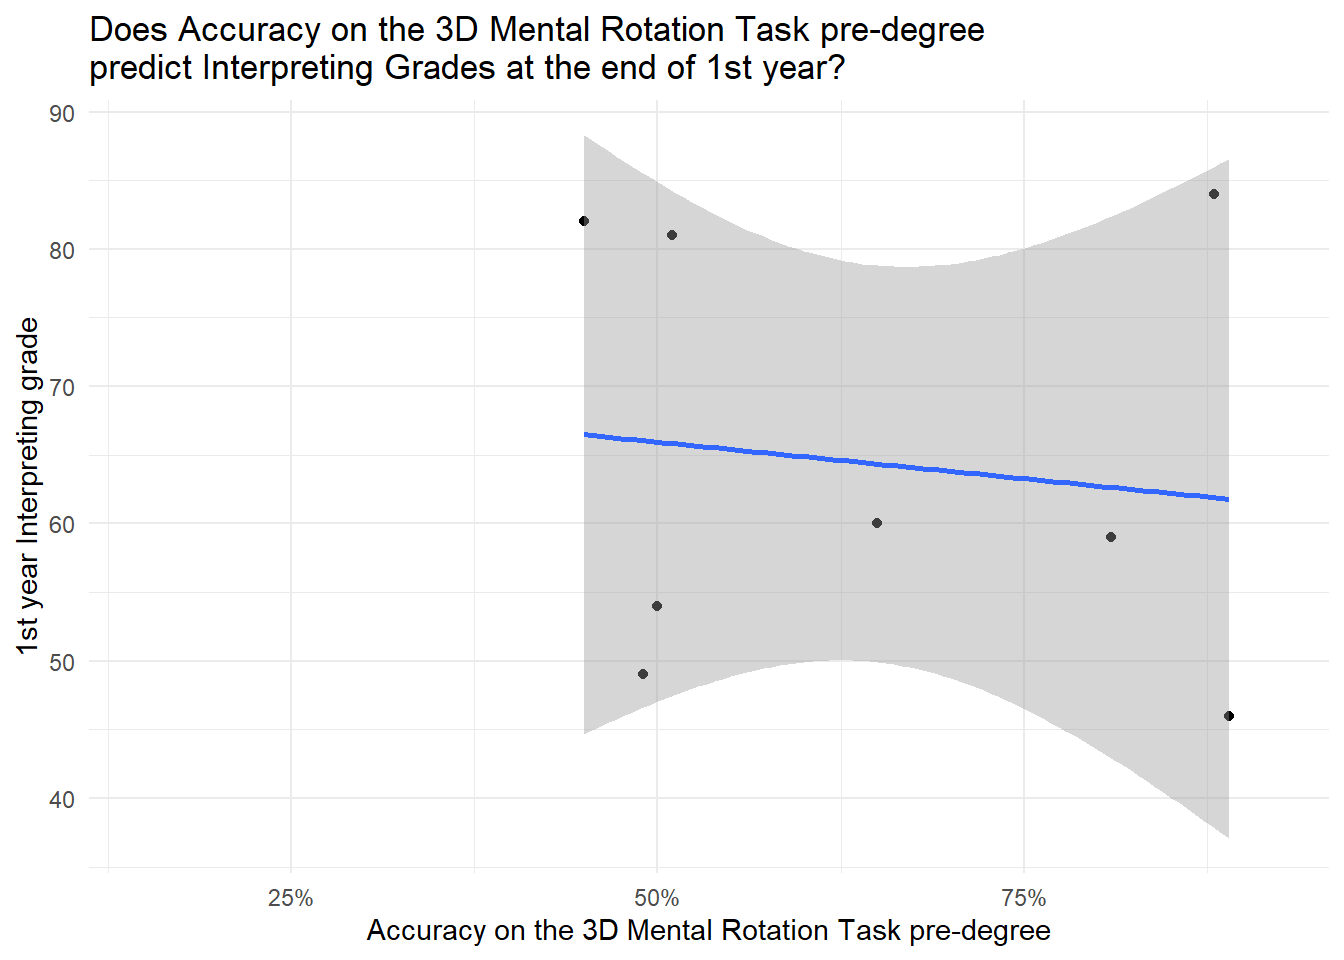 Does Accuracy on the 3D Mental Rotation Task pre-degree
predict Interpreting Grades at the end of 1st year?
90
80
70
60
50
40
1st year Interpreting grade
25%
50%
75%
Accuracy on the 3D Mental Rotation Task pre-degree